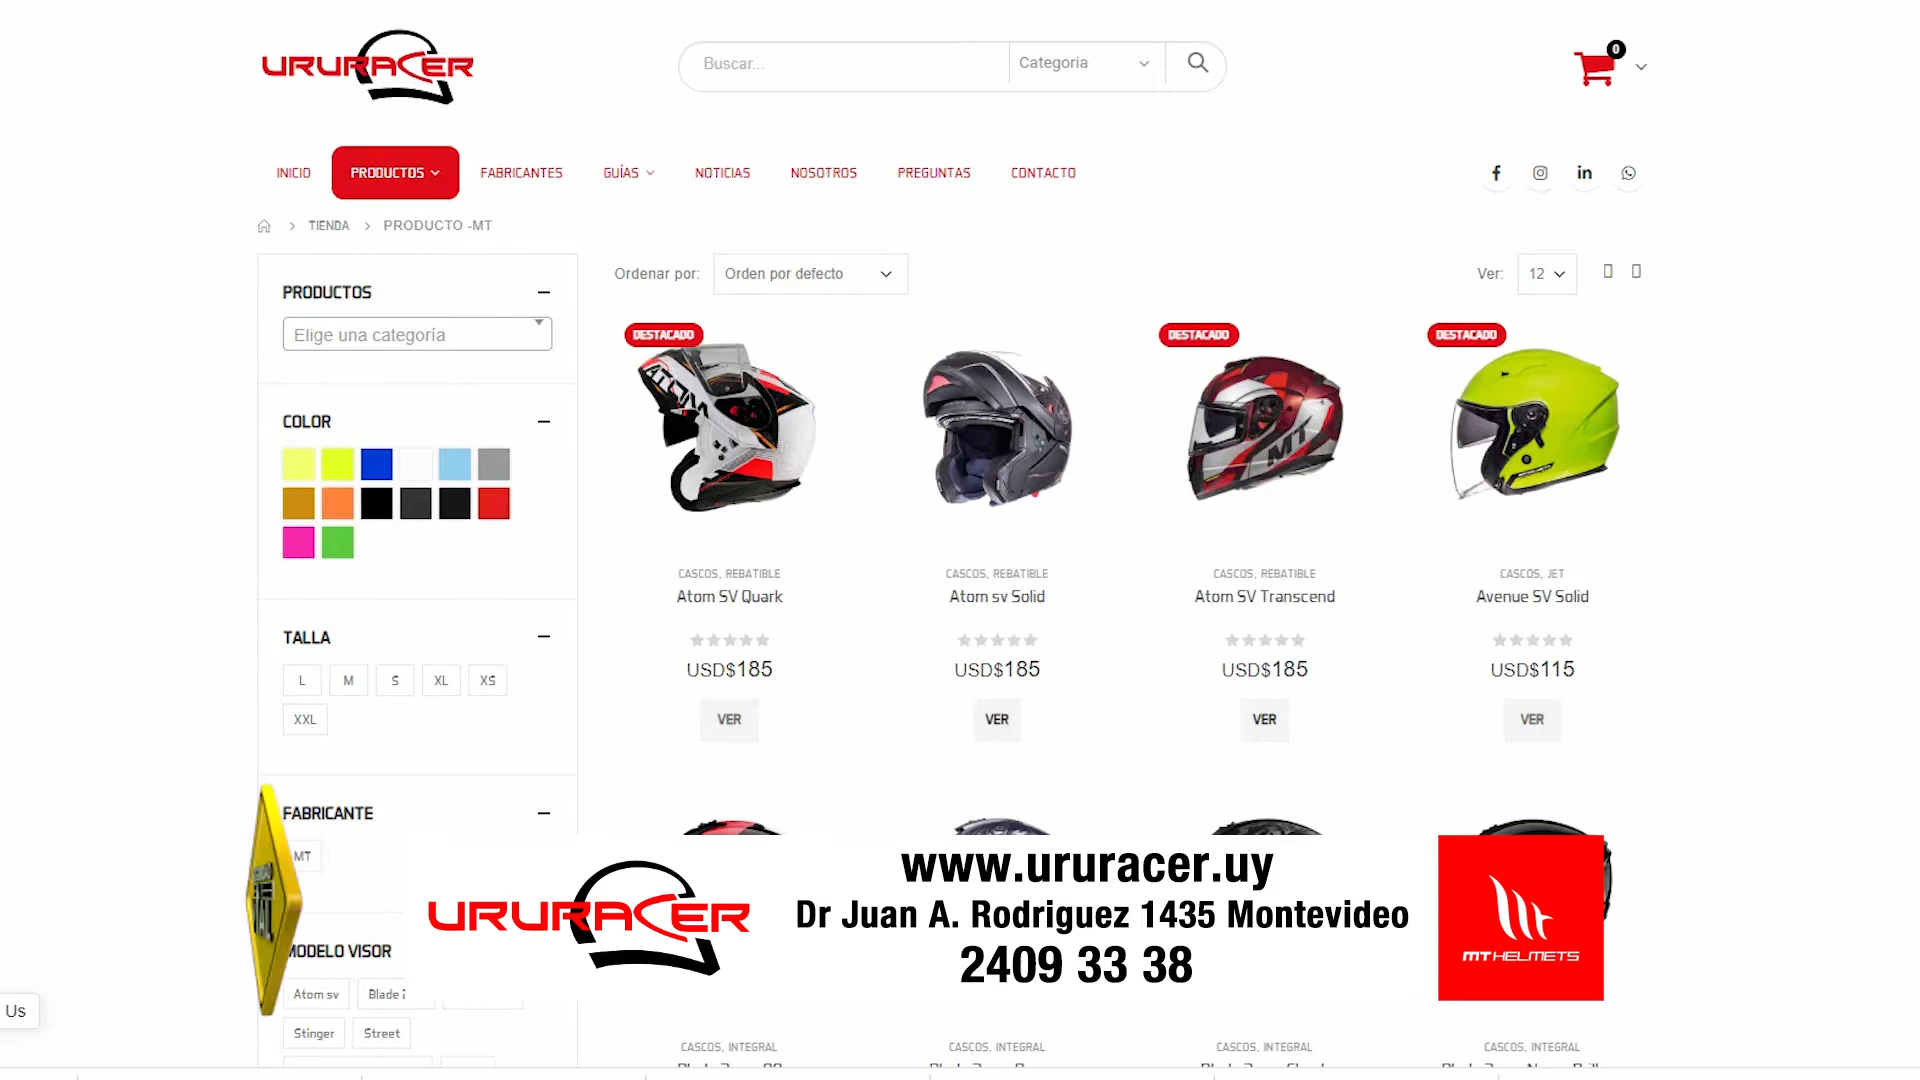 URURACER
Buscar...
Categoria
0
INICIO
PRODUCTOS
FABRICANTES
GUÍAS
NOTICIAS
NOSOTROS
PREGUNTAS
CONTACTO
TIENDA
PRODUCTO -MT
PRODUCTOS
Elige una categoría
COLOR
TALLA
L
M
S
XL
XS
XXL
FABRICANTE
MT
MODELO VISOR
Atom sv
Blade
Stinger
Street
Ordenar por:
Orden por defecto
Ver:
12
DESTACADO
DESTACADO
DESTACADO
ATOM
MT
CASCOS, REBATIBLE
Atom SV Quark
USD$185
VER
CASCOS, REBATIBLE
Atom sv Solid
USD$185
VER
CASCOS, REBATIBLE
Atom SV Transcend
USD$185
VER
CASCOS, JET
Avenue SV Solid
USD$115
VER
URURACER
www.ururacer.uy
Dr Juan A. Rodriguez 1435 Montevideo
2409 33 38
MT HELMETS
Us
CASCOS, INTEGRAL
CASCOS, INTEGRAL
CASCOS, INTEGRAL
CASCOS, INTEGRAL